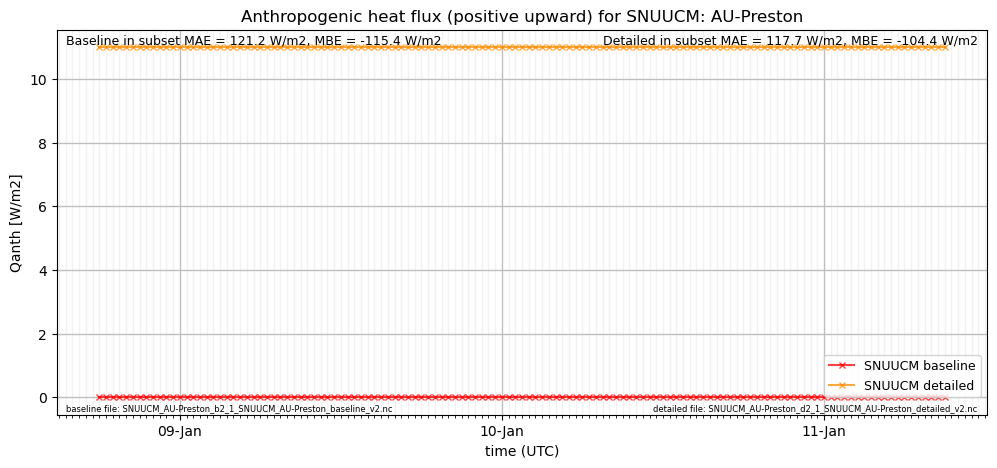 Anthropogenic heat flux (positive upward) for SNUUCM: AU-Preston
Baseline in subset MAE = 121.2 W/m2, MBE = -115.4 W/m2
Detailed in subset MAE = 117.7 W/m2, MBE = -104.4 W/m2
Qanth [W/m2]
10
8
6
4
2
0
SNUUCM baseline
SNUUCM detailed
baseline file: SNUUCM_AU-Preston_b2_1_SNUUCM_AU-Preston_baseline_v2.nc
detailed file: SNUUCM_AU-Preston_d2_1_SNUUCM_AU-Preston_detailed_v2.nc
09-Jan
10-Jan
11-Jan
time (UTC)